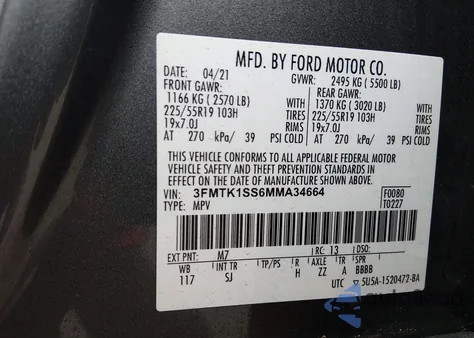 MFD. BY FORD MOTOR CO.
DATE: 04/21 GVWR: 2495 KG ( 5500 LB)
FRONT GAWR: REAR GAWR:
1166 KG ( 2570 LB) WITH 1370 KG ( 3020 LB) WITH
225/55R19 103H TIRES 225/55R19 103H TIRES
19x7.0J RIMS 19x7.0J RIMS
AT 270 kPa/ 39 PSI COLD AT 270 kPa/ 39 PSI COLD
THIS VEHICLE CONFORMS TO ALL APPLICABLE FEDERAL MOTOR
VEHICLE SAFETY AND THEFT PREVENTION STANDARDS IN EFFECT ON
THE DATE OF MANUFACTURE SHOWN ABOVE.
VIN: 3FMTK1SS6MMA34664 F0080
TYPE: MPV T0227
EXT PNT: M7 RC: 13 DSO:
WB INT TR TP/PS R AXLE TR SPR
117 SJ H ZZ A BBBB
UTC 5U5A-1520472-BA